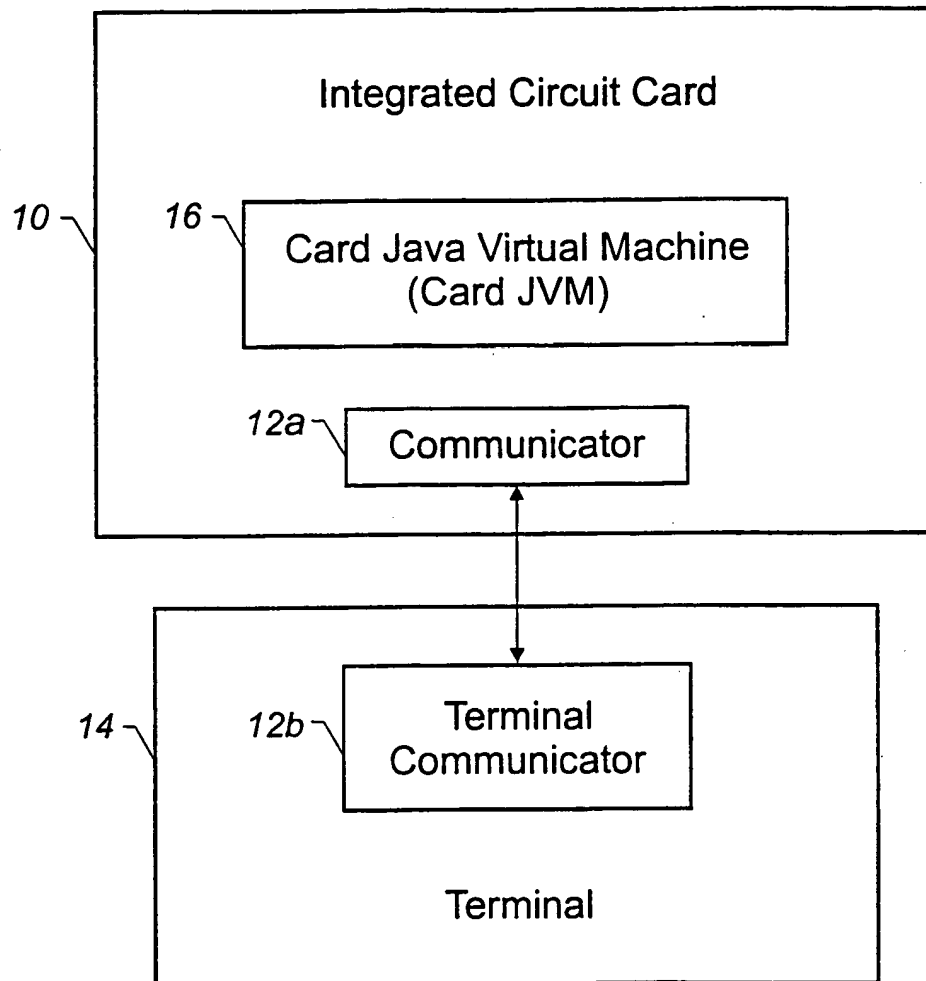 Integrated Circuit Card
10
16
Card Java Virtual Machine
(Card JVM)
12a
Communicator
14
12b
Terminal
Communicator
Terminal